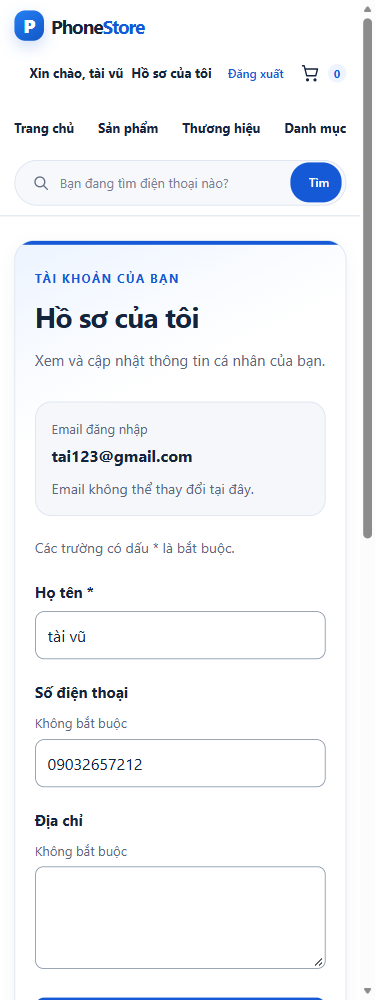 P PhoneStore
Xin chào, tài vũ Hồ sơ của tôi Đăng xuất 0
Trang chủ Sản phẩm Thương hiệu Danh mục
Bạn đang tìm điện thoại nào? Tìm
TÀI KHOẢN CỦA BẠN
Hồ sơ của tôi
Xem và cập nhật thông tin cá nhân của bạn.
Email đăng nhập
tai123@gmail.com
Email không thể thay đổi tại đây.
Các trường có dấu * là bắt buộc.
Họ tên *
tài vũ
Số điện thoại
Không bắt buộc
09032657212
Địa chỉ
Không bắt buộc